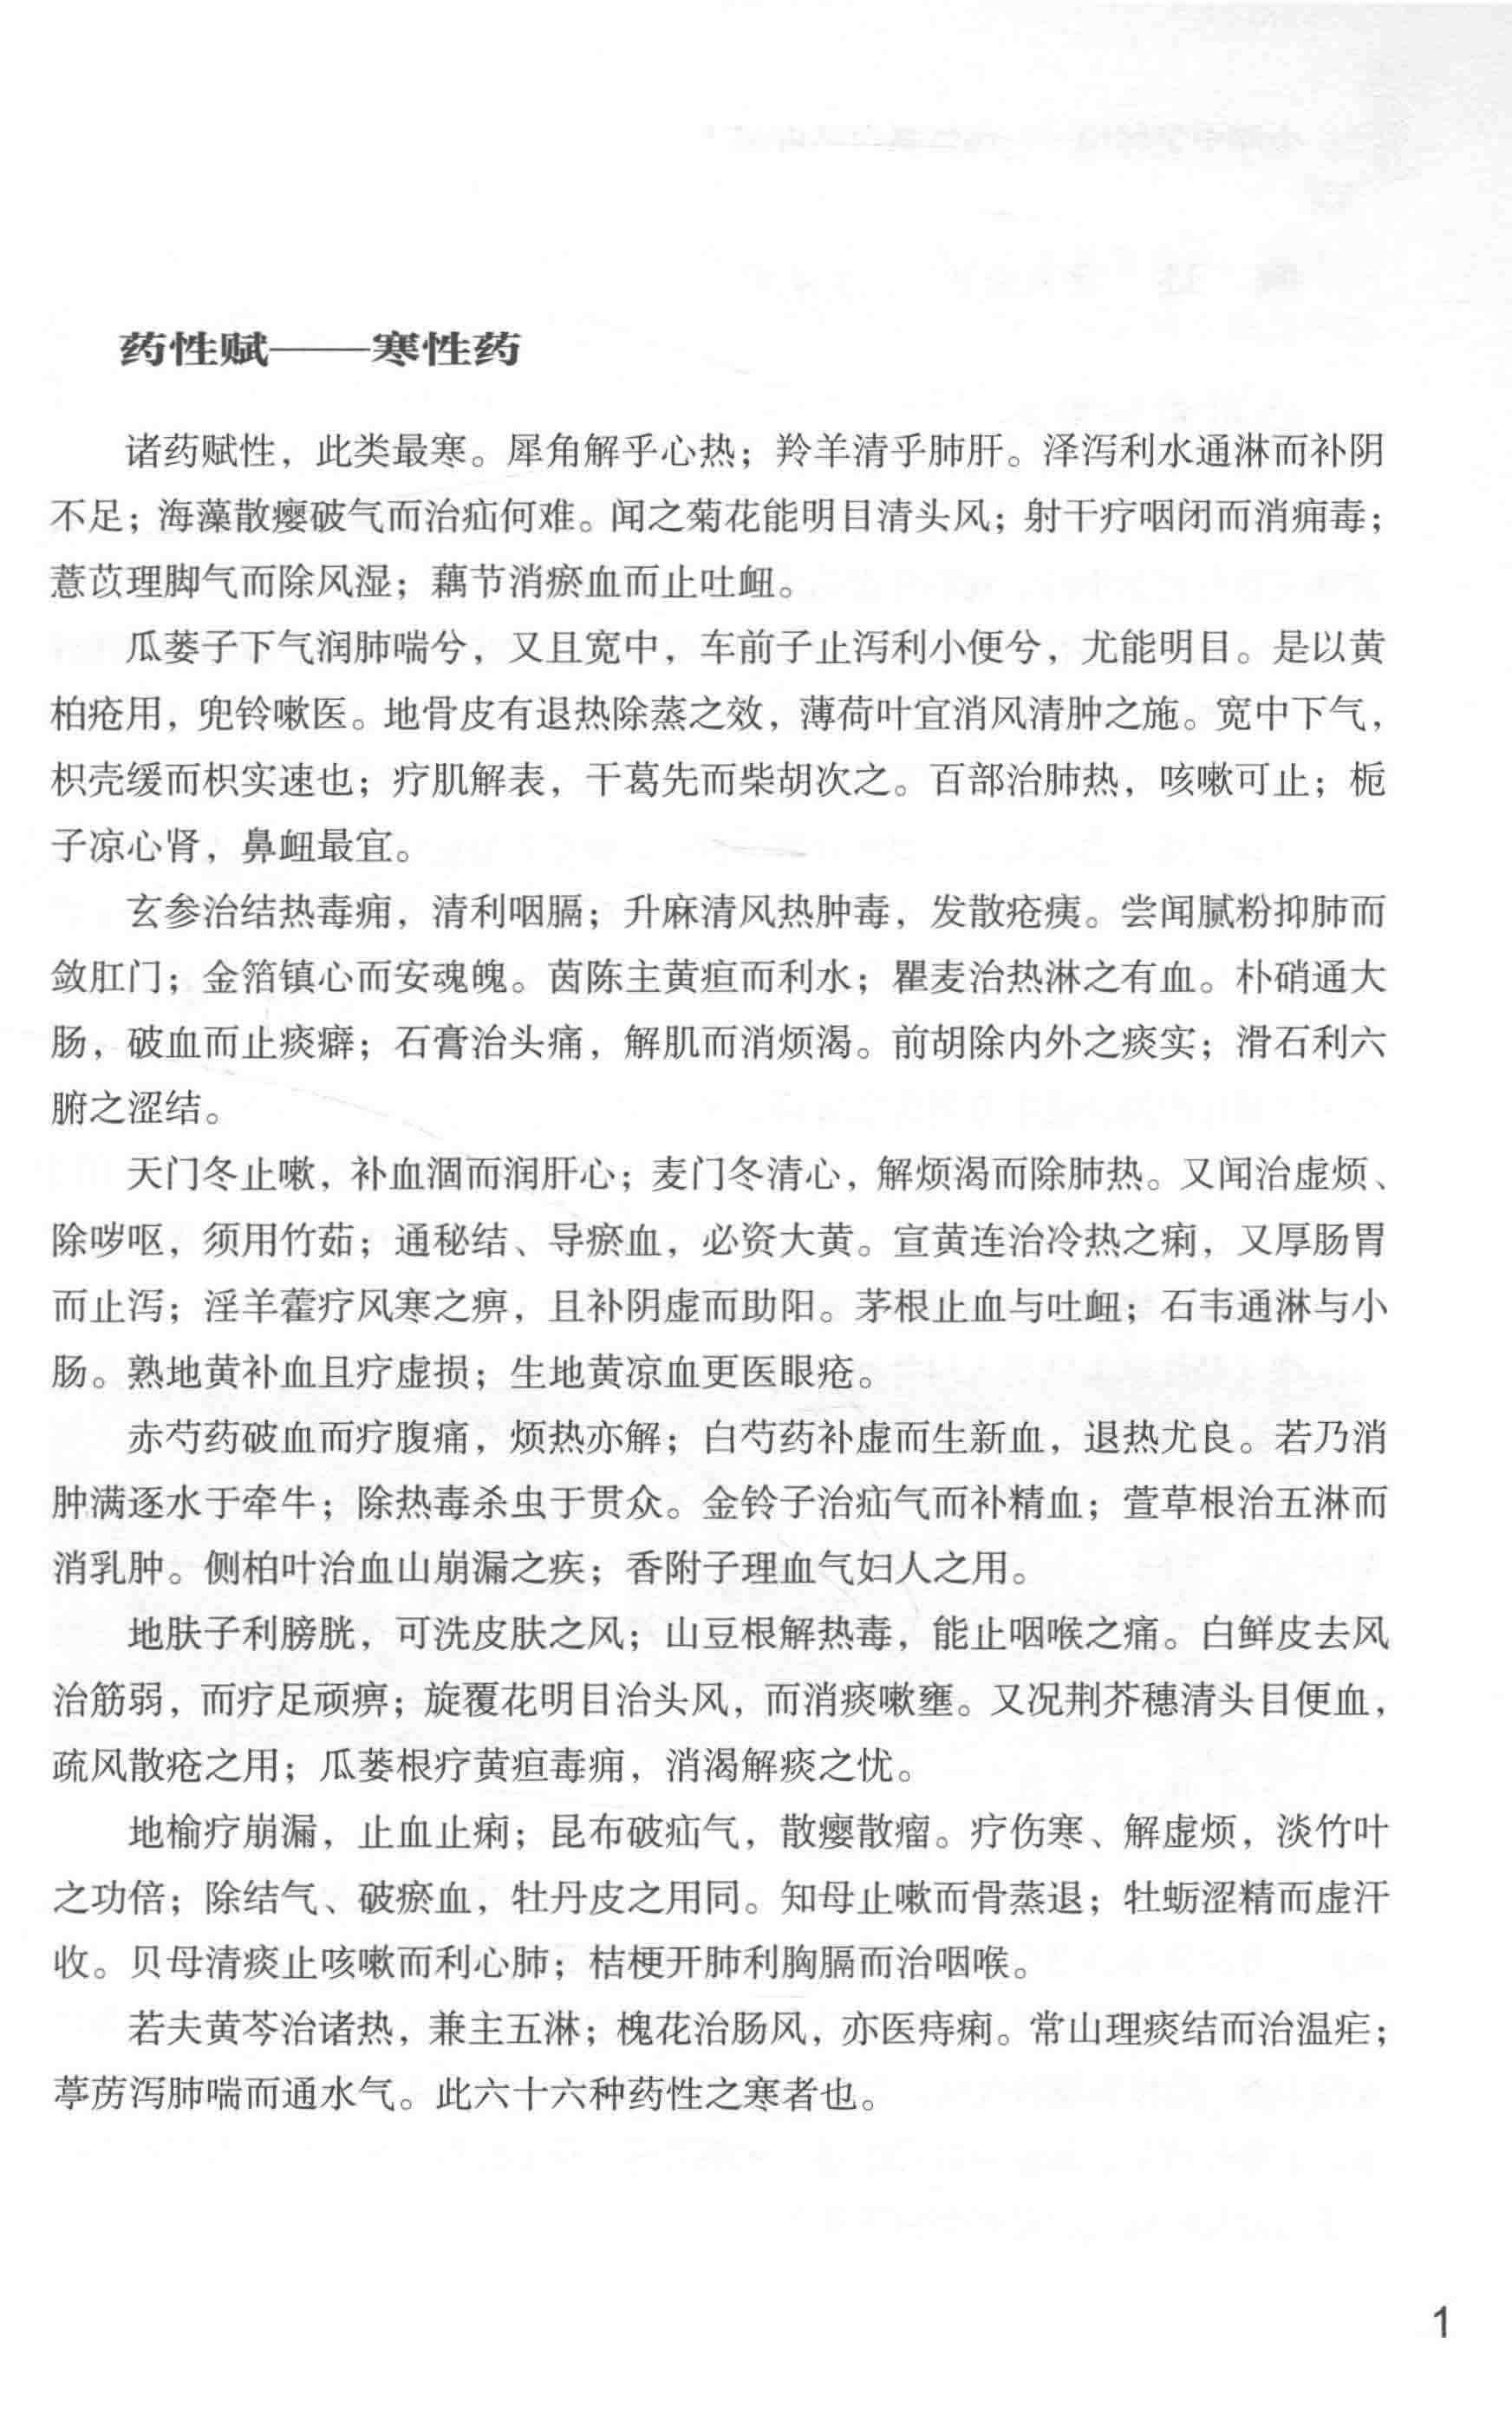 药性赋——寒性药
诸药赋性，此类最寒。犀角解乎心热；羚羊清乎肺肝。泽泻利水通淋而补阴
不足；海藻散瘿破气而治疝何难。闻之菊花能明目清头风；射干疗咽闭而消痈毒；
薏苡理脚气而除风湿；藕节消瘀血而止吐衄。
瓜蒌子下气润肺喘兮，又且宽中，车前子止泻利小便兮，尤能明目。是以黄
柏疮用，兜铃嗽医。地骨皮有退热除蒸之效，薄荷叶宜消风清肿之施。宽中下气，
枳壳缓而枳实速也；疗肌解表，干葛先而柴胡次之。百部治肺热，咳嗽可止；栀
子凉心肾，鼻衄最宜。
玄参治结热毒痈，清利咽膈；升麻清风热肿毒，发散疮痍。尝闻腻粉抑肺而
敛肛门；金箔镇心而安魂魄。茵陈主黄疸而利水；瞿麦治热淋之有血。朴硝通大
肠，破血而止痰癖；石膏治头痛，解肌而消烦渴。前胡除内外之痰实；滑石利六
腑之涩结。
天门冬止嗽，补血涸而润肝心；麦门冬清心，解烦渴而除肺热。又闻治虚烦、
除哕呕，须用竹茹；通秘结、导瘀血，必资大黄。宣黄连治冷热之痢，又厚肠胃
而止泻；淫羊藿疗风寒之痹，且补阴虚而助阳。茅根止血与吐衄；石韦通淋与小
肠。熟地黄补血且疗虚损；生地黄凉血更医眼疮。
赤芍药破血而疗腹痛，烦热亦解；白芍药补虚而生新血，退热尤良。若乃消
肿满逐水于牵牛；除热毒杀虫于贯众。金铃子治疝气而补精血；萱草根治五淋而
消乳肿。侧柏叶治血山崩漏之疾；香附子理血气妇人之用。
地肤子利膀胱，可洗皮肤之风；山豆根解热毒，能止咽喉之痛。白鲜皮去风
治筋弱，而疗足顽痹；旋覆花明目治头风，而消痰嗽壅。又况荆芥穗清头目便血，
疏风散疮之用；瓜蒌根疗黄疸毒痈，消渴解痰之忧。
地榆疗崩漏，止血止痢；昆布破疝气，散瘿散瘤。疗伤寒、解虚烦，淡竹叶
之功倍；除结气、破瘀血，牡丹皮之用同。知母止嗽而骨蒸退；牡蛎涩精而虚汗
收。贝母清痰止咳嗽而利心肺；桔梗开肺利胸膈而治咽喉。
若夫黄芩治诸热，兼主五淋；槐花治肠风，亦医痔痢。常山理痰结而治温疟；
葶苈泻肺喘而通水气。此六十六种药性之寒者也。
1